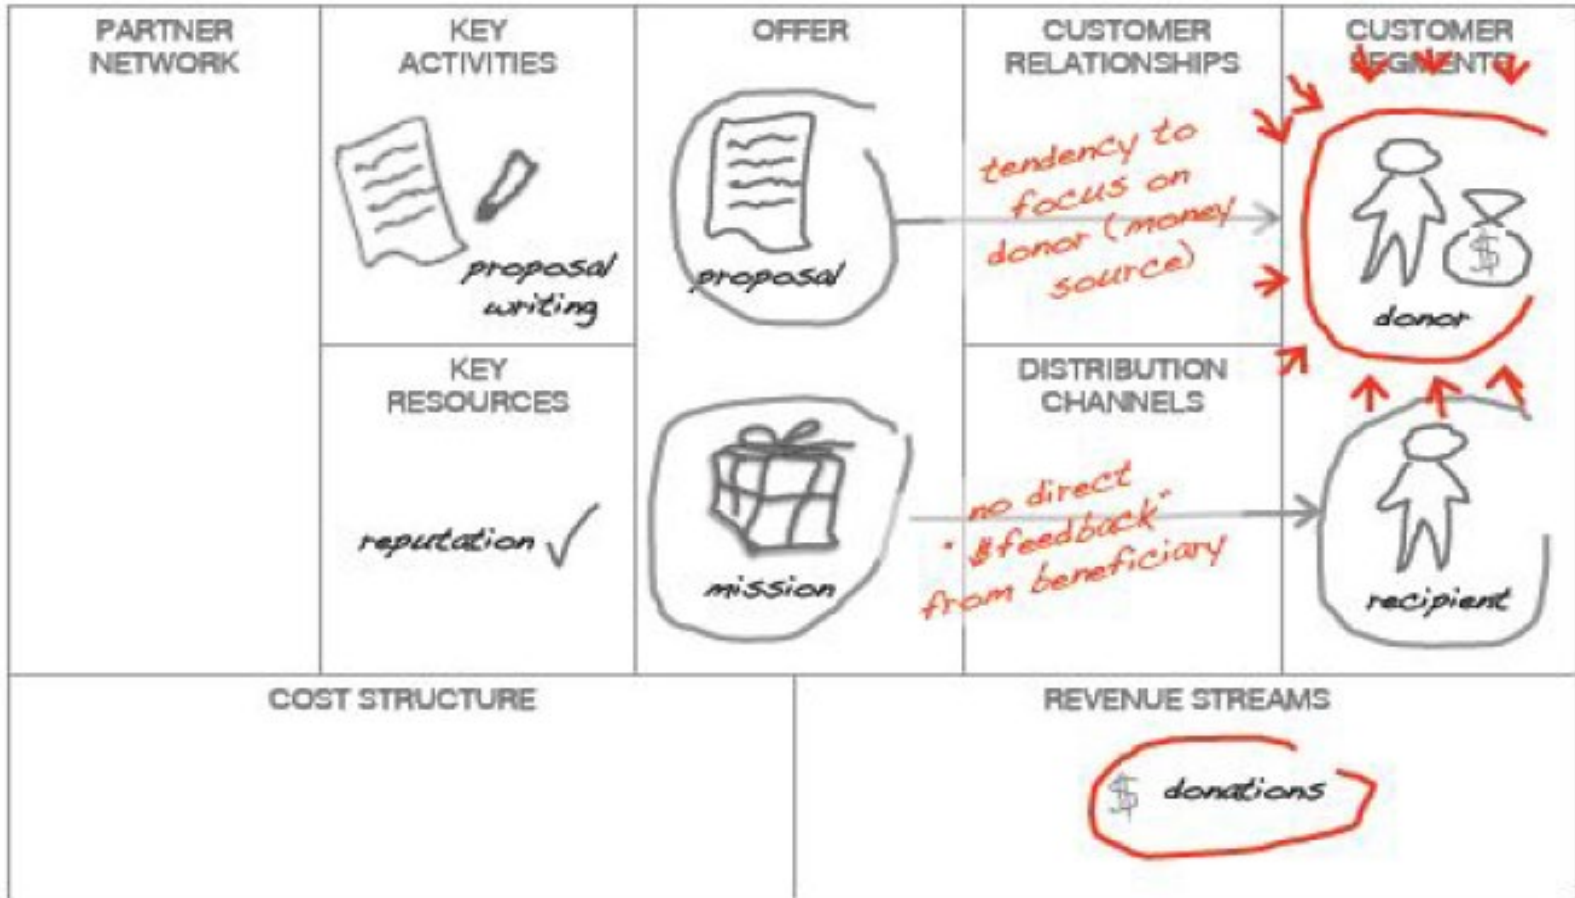 PARTNER
NETWORK
KEY
ACTIVITIES
proposal
writing
KEY
RESOURCES
reputation
OFFER
proposal
mission
CUSTOMER
RELATIONSHIPS
tendency to
focus on
donor (money
source)
DISTRIBUTION
CHANNELS
no direct
"$feedback"
from beneficiary
CUSTOMER
SEGMENTS
$
donor
recipient
COST STRUCTURE
REVENUE STREAMS
$ donations